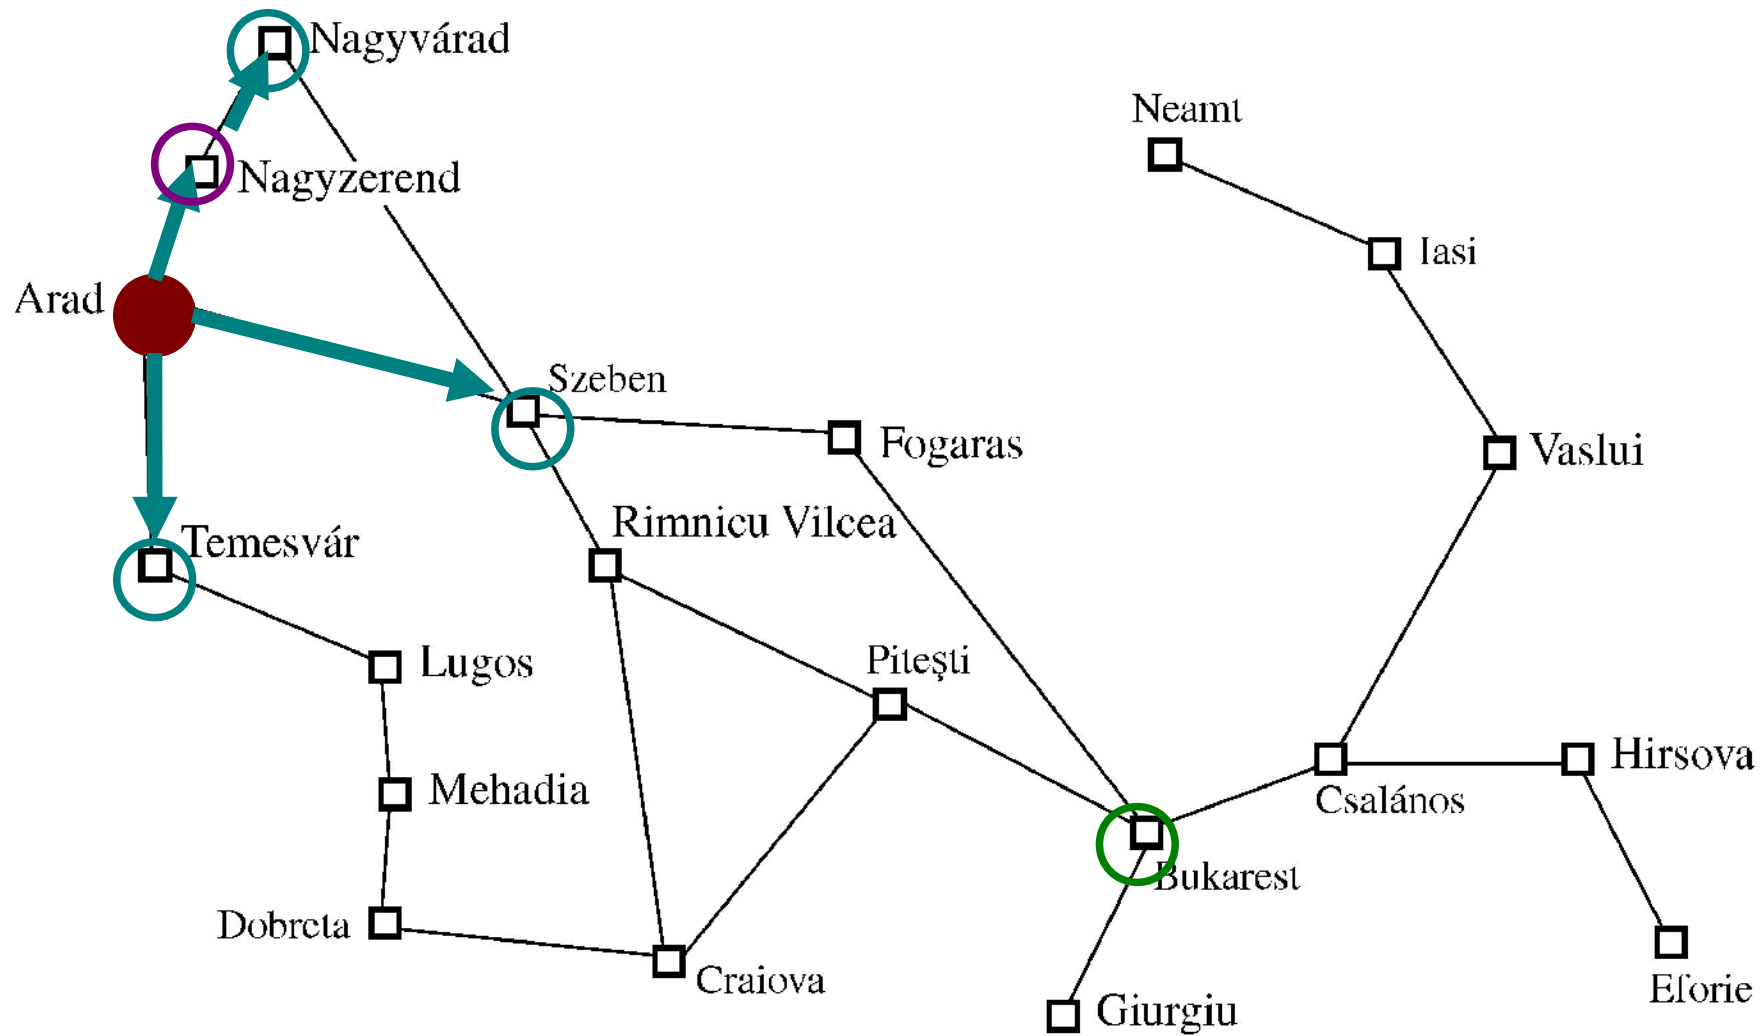 Nagyvárad
Neamt
Nagyzerend
Iasi
Arad
Szeben
Fogaras
Vaslui
Rimnicu Vilcea
Temesvár
Lugos
Piteşti
Hirsova
Mehadia
Csalános
Bukarest
Dobreta
Craiova
Eforie
Giurgiu